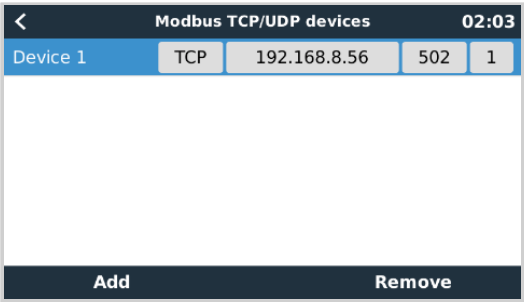 Modbus TCP/UDP devices 02:03
Device 1 TCP 192.168.8.56 502 1
Add Remove